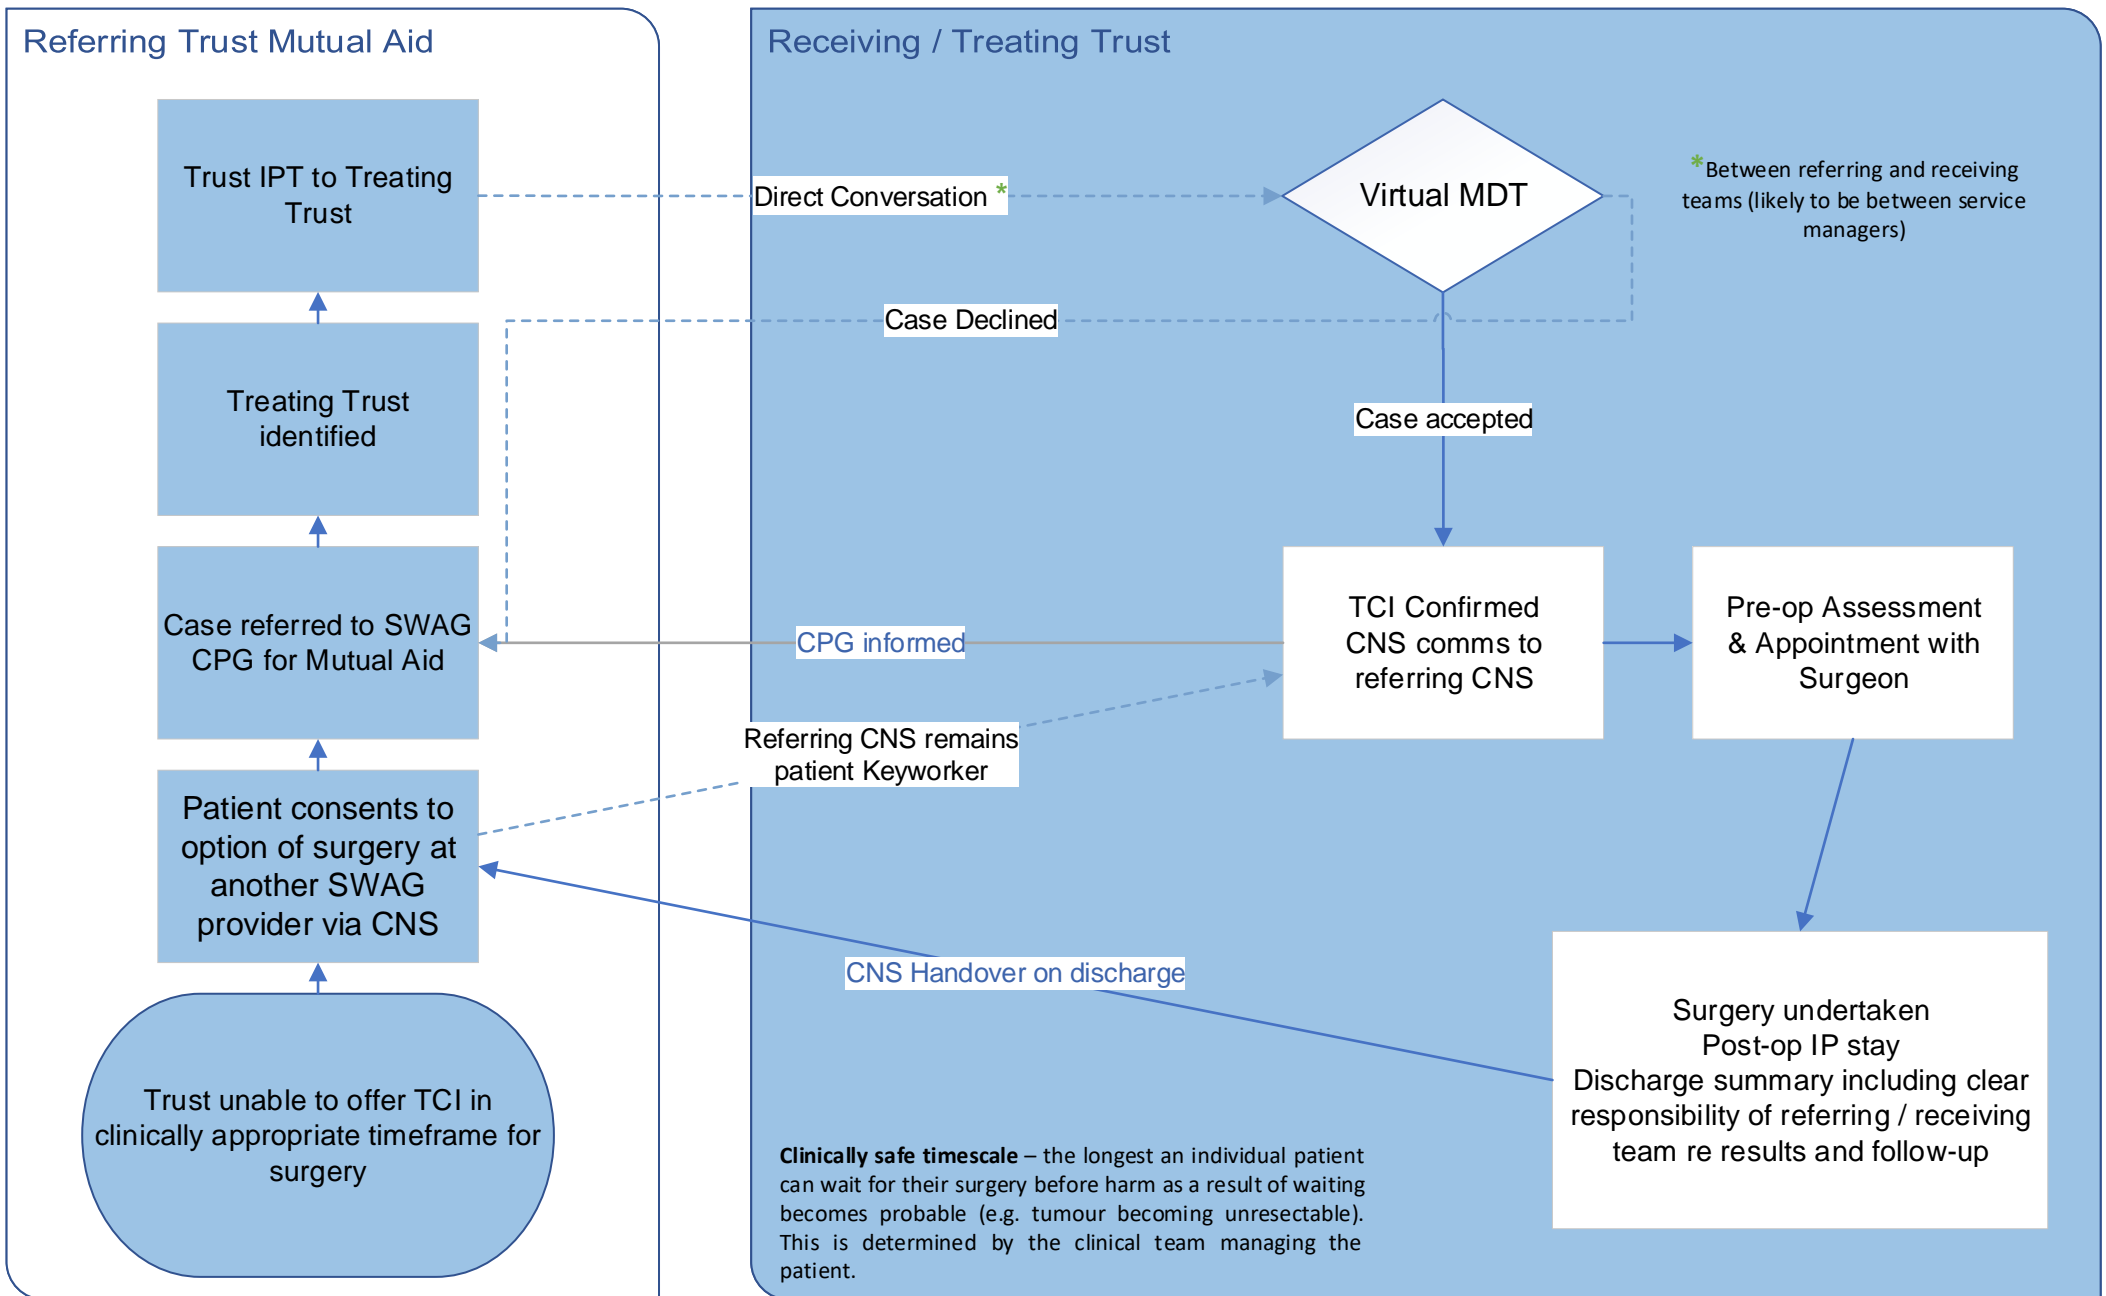 Referring Trust Mutual Aid
Trust IPT to Treating
Trust
Treating Trust
identified
Case referred to SWAG
CPG for Mutual Aid
Patient consents to
option of surgery at
another SWAG
provider via CNS
Trust unable to offer TCI in
clinically appropriate timeframe for
surgery
Receiving / Treating Trust
Direct Conversation *
Virtual MDT
*Between referring and receiving
teams (likely to be between service
managers)
Case Declined
Case accepted
CPG informed
TCI Confirmed
CNS comms to
referring CNS
Pre-op Assessment
& Appointment with
Surgeon
Referring CNS remains
patient Keyworker
CNS Handover on discharge
Surgery undertaken
Post-op IP stay
Discharge summary including clear
responsibility of referring / receiving
team re results and follow-up
Clinically safe timescale – the longest an individual patient
can wait for their surgery before harm as a result of waiting
becomes probable (e.g. tumour becoming unresectable).
This is determined by the clinical team managing the
patient.